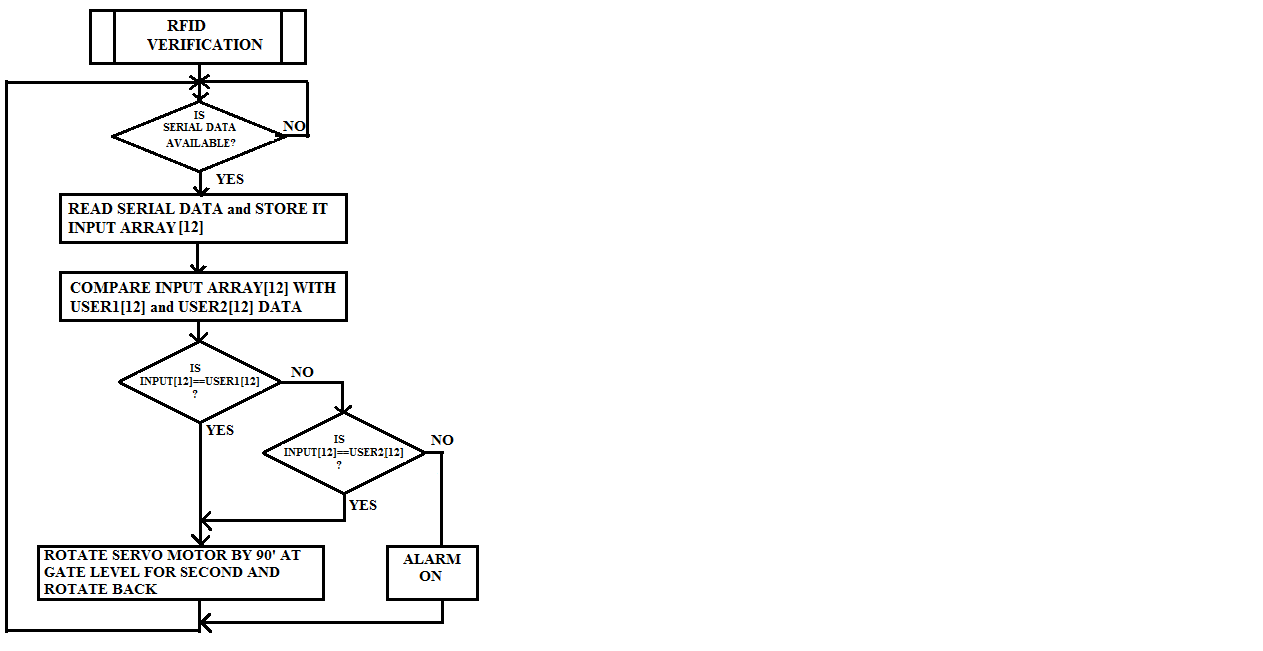 RFID
VERIFICATION
IS
SERIAL DATA
AVAILABLE?
NO
YES
READ SERIAL DATA and STORE IT
INPUT ARRAY[12]
COMPARE INPUT ARRAY[12] WITH
USER1[12] and USER2[12] DATA
IS
INPUT[12]==USER1[12]
?
NO
YES
IS
INPUT[12]==USER2[12]
?
NO
YES
ROTATE SERVO MOTOR BY 90' AT
GATE LEVEL FOR SECOND AND
ROTATE BACK
ALARM
ON